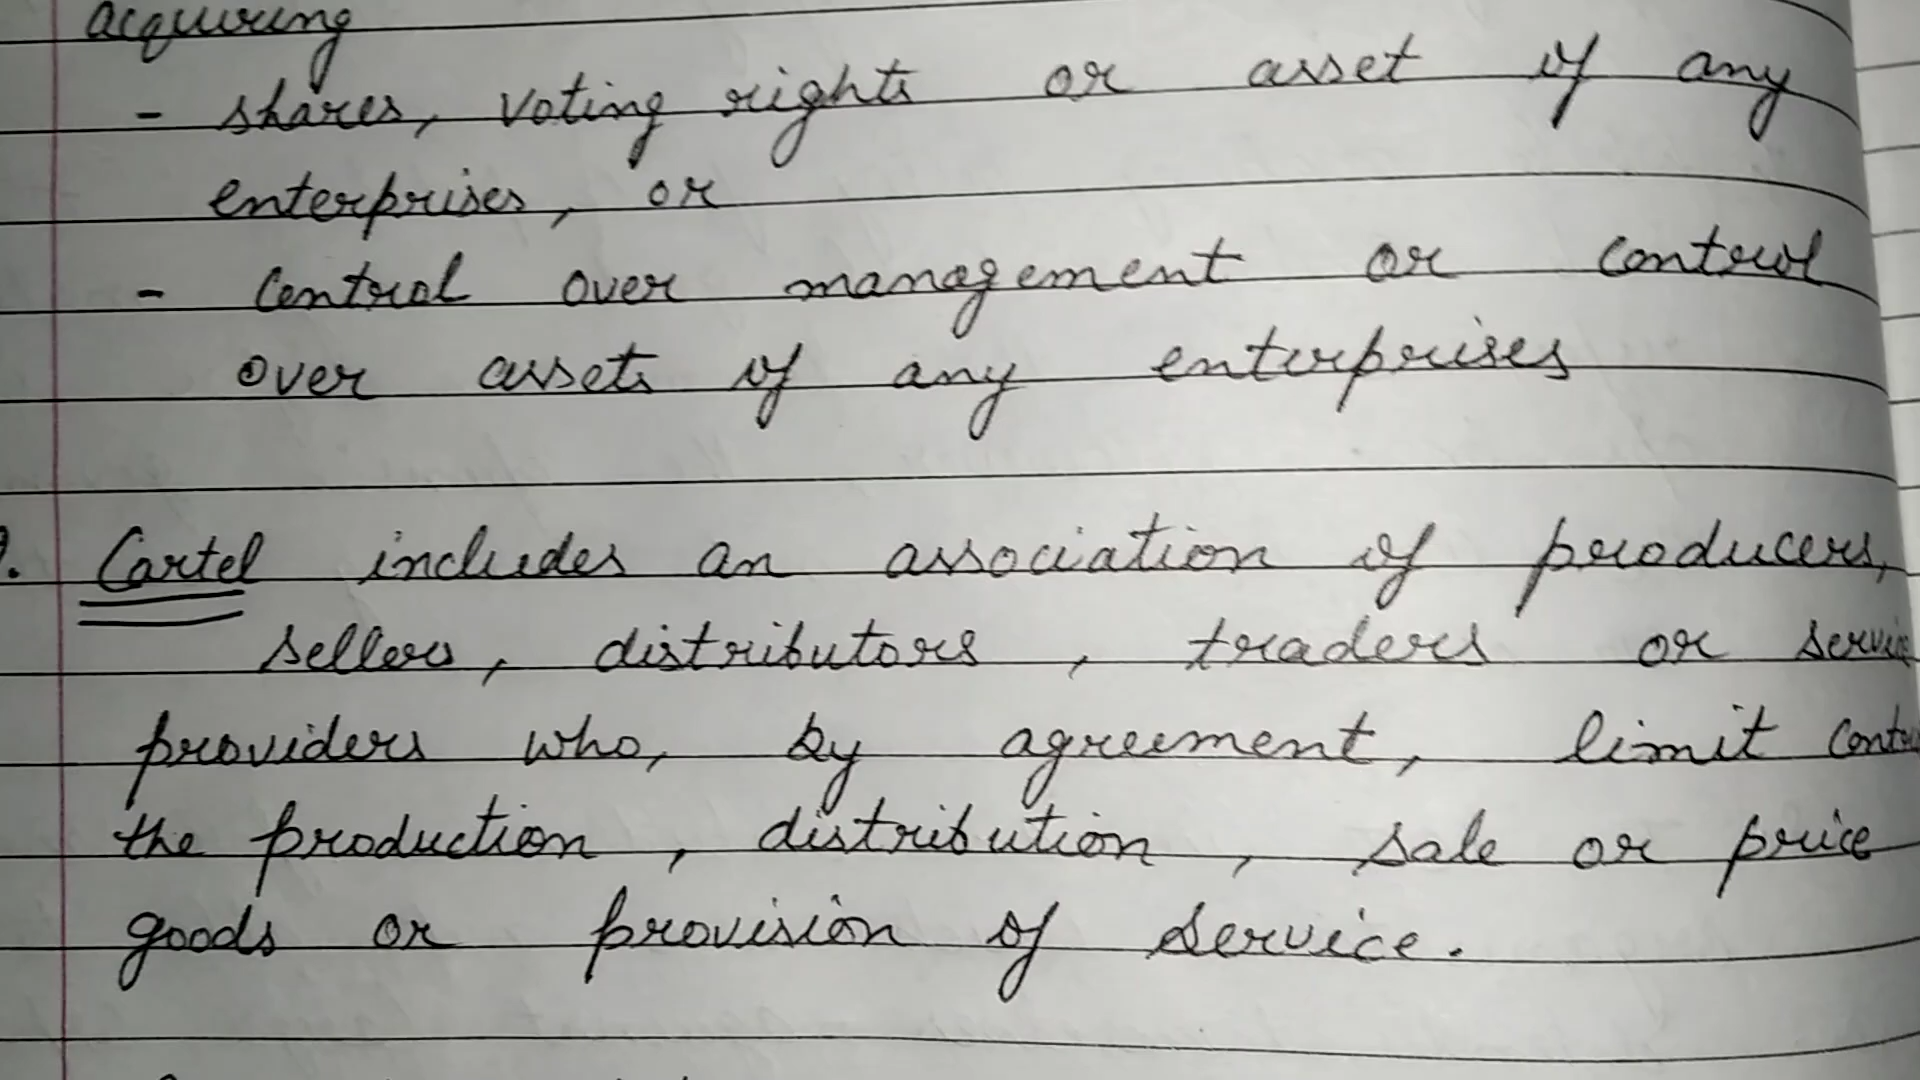 acquiring
- shares, voting rights or asset of any
enterprises, or
- Control over management or control
over assets of any enterprises
Cartel includes an association of producers,
sellers, distributors, traders or service
providers who, by agreement, limit
the production, distribution, sale or price
goods or provision of service.